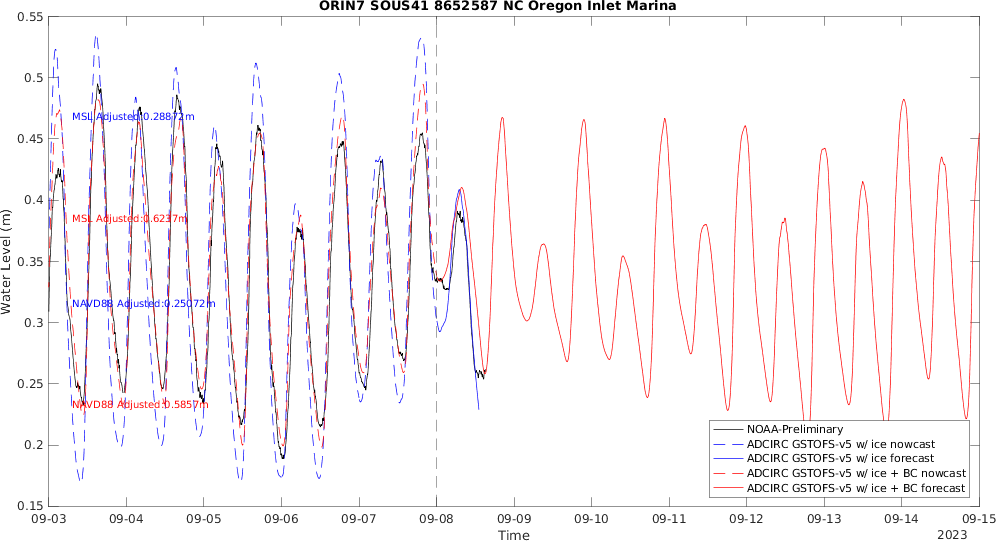 ORIN7 SOUS41 8652587 NC Oregon Inlet Marina
Water Level (m)
0.55
0.5
0.45
0.4
0.35
0.3
0.25
0.2
0.15
MSL Adjusted:0.28872m
MSL Adjusted:0.6237m
NAVD88 Adjusted:0.25072m
NAVD88 Adjusted:0.5857m
NOAA-Preliminary
ADCIRC GSTOFS-v5 w/ ice nowcast
ADCIRC GSTOFS-v5 w/ ice forecast
ADCIRC GSTOFS-v5 w/ ice + BC nowcast
ADCIRC GSTOFS-v5 w/ ice + BC forecast
09-03 09-04 09-05 09-06 09-07 09-08 09-09 09-10 09-11 09-12 09-13 09-14 09-15
Time
2023